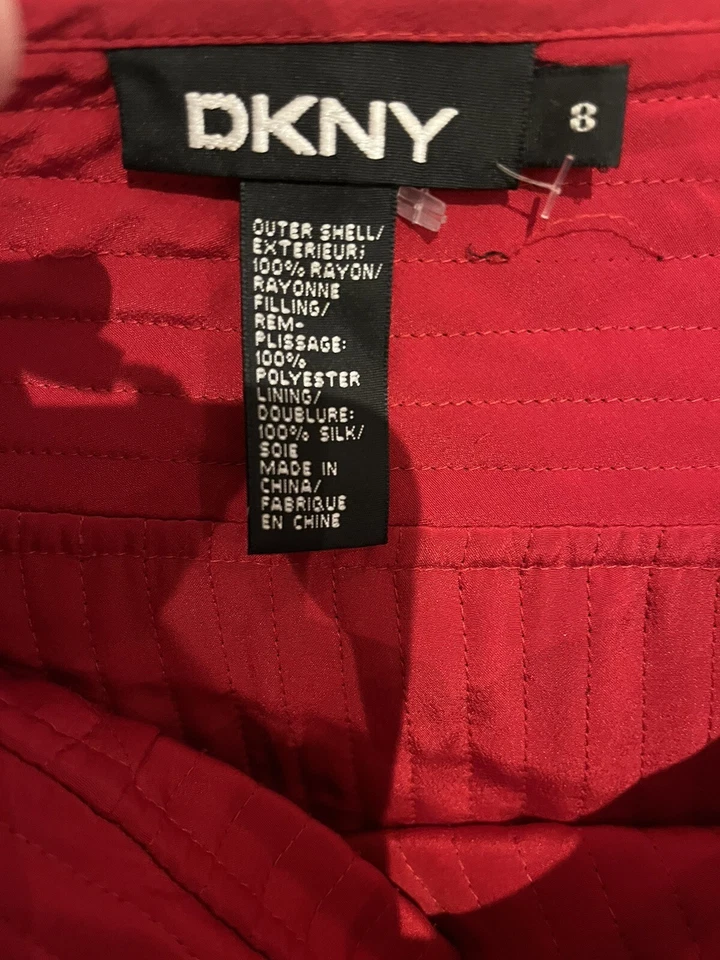 DKNY
8
OUTER SHELL/
EXTERIEUR;
100% RAYON/
RAYONNE
FILLING/
REM-
PLISSAGE:
100%
POLYESTER
LINING/
DOUBLURE:
100% SILK/
SOIE
MADE IN
CHINA/
FABRIQUE
EN CHINE